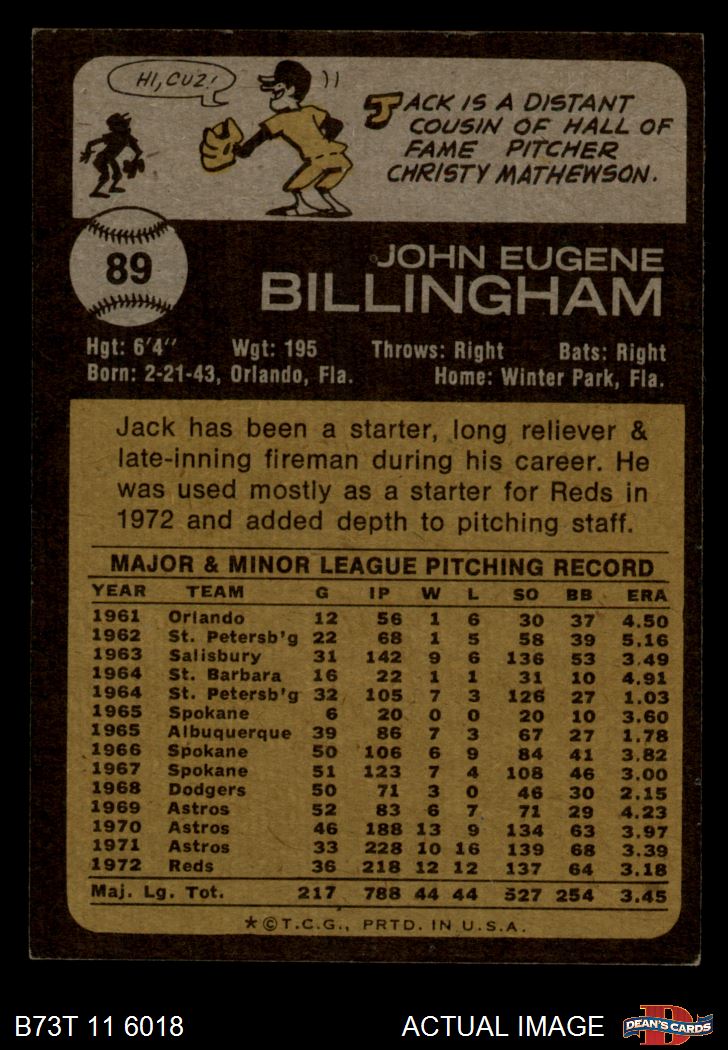 HI, CUZ!
JACK IS A DISTANT
COUSIN OF HALL OF
FAME PITCHER
CHRISTY MATHEWSON.
89
JOHN EUGENE
BILLINGHAM
Hgt: 6'4" Wgt: 195 Throws: Right Bats: Right
Born: 2-21-43, Orlando, Fla. Home: Winter Park, Fla.
Jack has been a starter, long reliever &
late-inning fireman during his career. He
was used mostly as a starter for Reds in
1972 and added depth to pitching staff.
MAJOR & MINOR LEAGUE PITCHING RECORD
YEAR TEAM G IP W L SO BB ERA
1961 Orlando 12 56 1 6 30 37 4.50
1962 St. Petersb'g 22 68 1 5 58 39 5.16
1963 Salisbury 31 142 9 6 136 53 3.49
1964 St. Barbara 16 22 1 1 31 10 4.91
1964 St. Petersb'g 32 105 7 3 126 27 1.03
1965 Spokane 6 20 0 0 20 10 3.60
1965 Albuquerque 39 86 7 3 67 27 1.78
1966 Spokane 50 106 6 9 84 41 3.82
1967 Spokane 51 123 7 4 108 46 3.00
1968 Dodgers 50 71 3 0 46 30 2.15
1969 Astros 52 83 6 7 71 29 4.23
1970 Astros 46 188 13 9 134 63 3.97
1971 Astros 33 228 10 16 139 68 3.39
1972 Reds 36 218 12 12 137 64 3.18
Maj. Lg. Tot. 217 788 44 44 527 254 3.45
*©T.C.G., PRTD. IN U.S.A.
B73T 11 6018 ACTUAL IMAGE
D
DEAN'S CARDS